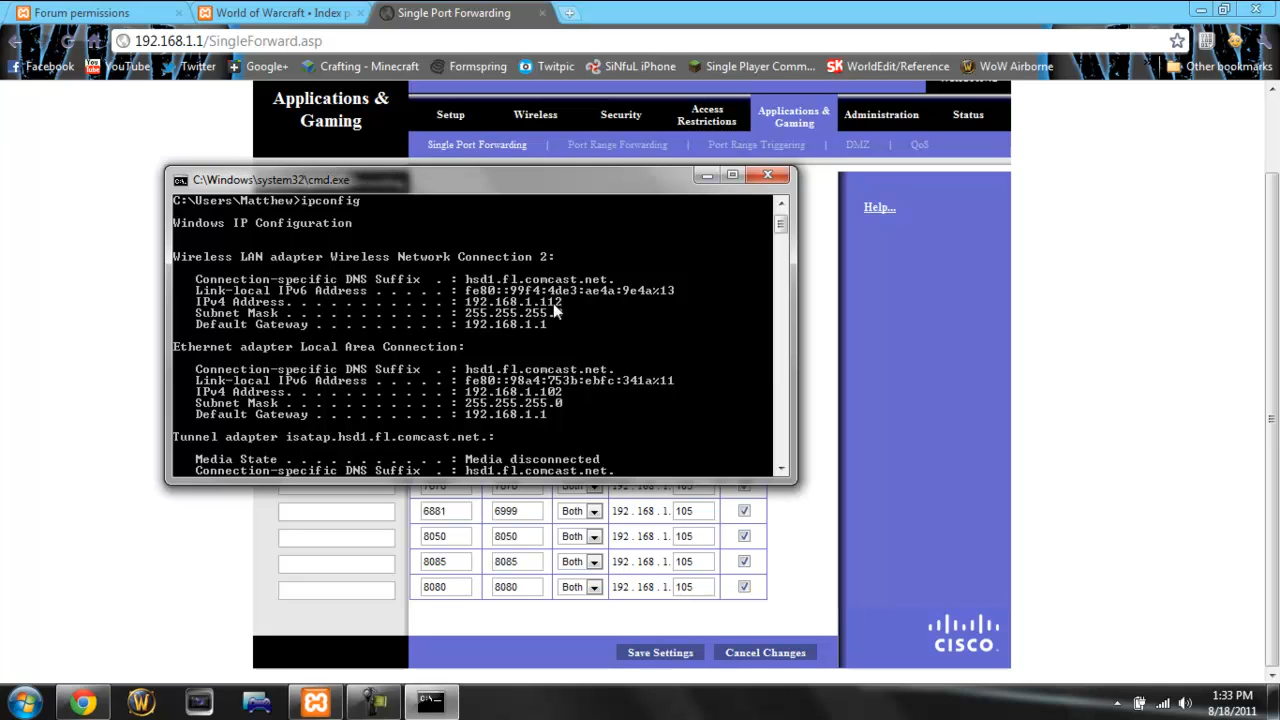 Forum permissions
World of Warcraft • Index p
Single Port Forwarding
192.168.1.1/SingleForward.asp
Facebook
YouTube
Twitter
Google+
Crafting - Minecraft
Formspring
Twitpic
SiNfuL iPhone
Single Player Comm...
WorldEdit/Reference
WoW Airborne
Other bookmarks
Applications &
Gaming
Setup
Wireless
Security
Access
Restrictions
Applications &
Gaming
Administration
Status
Single Port Forwarding
Port Range Forwarding
Port Range Triggering
DMZ
QoS
Help...
C:\Windows\system32\cmd.exe
C:\Users\Matthew>ipconfig
Windows IP Configuration
Wireless LAN adapter Wireless Network Connection 2:
Connection-specific DNS Suffix . : hsd1.fl.comcast.net.
Link-local IPv6 Address . . . . . : fe80::99f4:4de3:ae4a:9e4a%13
IPv4 Address. . . . . . . . . . . : 192.168.1.112
Subnet Mask . . . . . . . . . . . : 255.255.255.
Default Gateway . . . . . . . . . : 192.168.1.1
Ethernet adapter Local Area Connection:
Connection-specific DNS Suffix . : hsd1.fl.comcast.net.
Link-local IPv6 Address . . . . . : fe80::98a4:753b:ebfc:341a%11
IPv4 Address. . . . . . . . . . . : 192.168.1.102
Subnet Mask . . . . . . . . . . . : 255.255.255.0
Default Gateway . . . . . . . . . : 192.168.1.1
Tunnel adapter isatap.hsd1.fl.comcast.net.:
Media State . . . . . . . . . . . : Media disconnected
Connection-specific DNS Suffix . : hsd1.fl.comcast.net.
6881 6999 Both 192 . 168 . 1. 105
8050 8050 Both 192 . 168 . 1. 105
8085 8085 Both 192 . 168 . 1. 105
8080 8080 Both 192 . 168 . 1. 105
CISCO
Save Settings
Cancel Changes
1:33 PM
8/18/2011